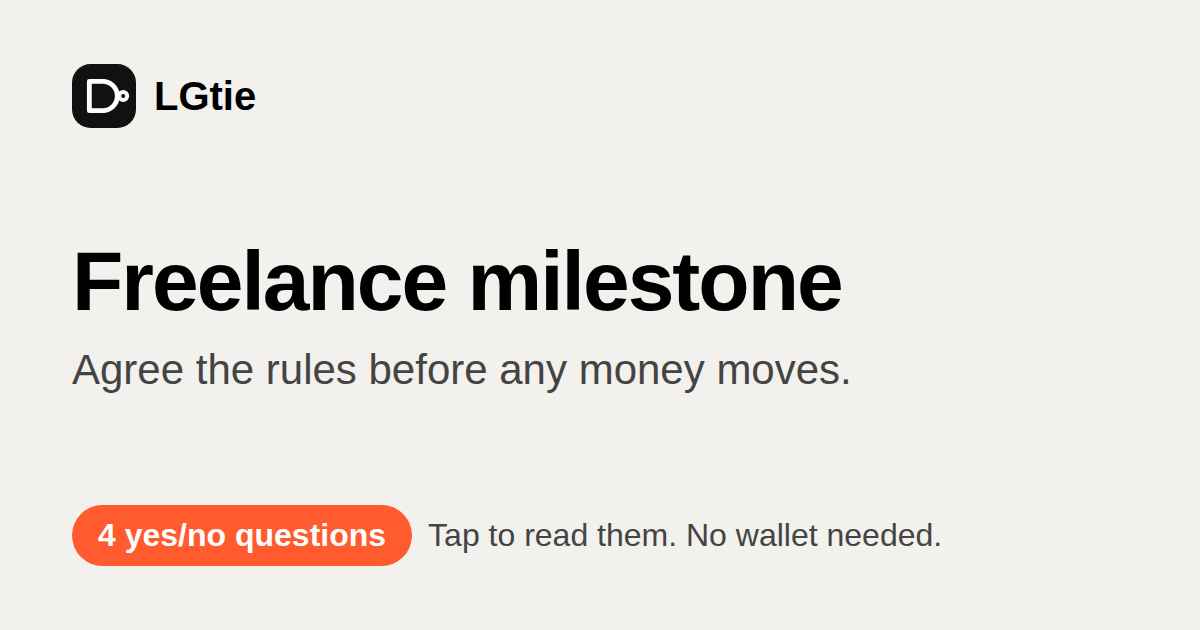 LGtie
Freelance milestone
Agree the rules before any money moves.
4 yes/no questions
Tap to read them. No wallet needed.